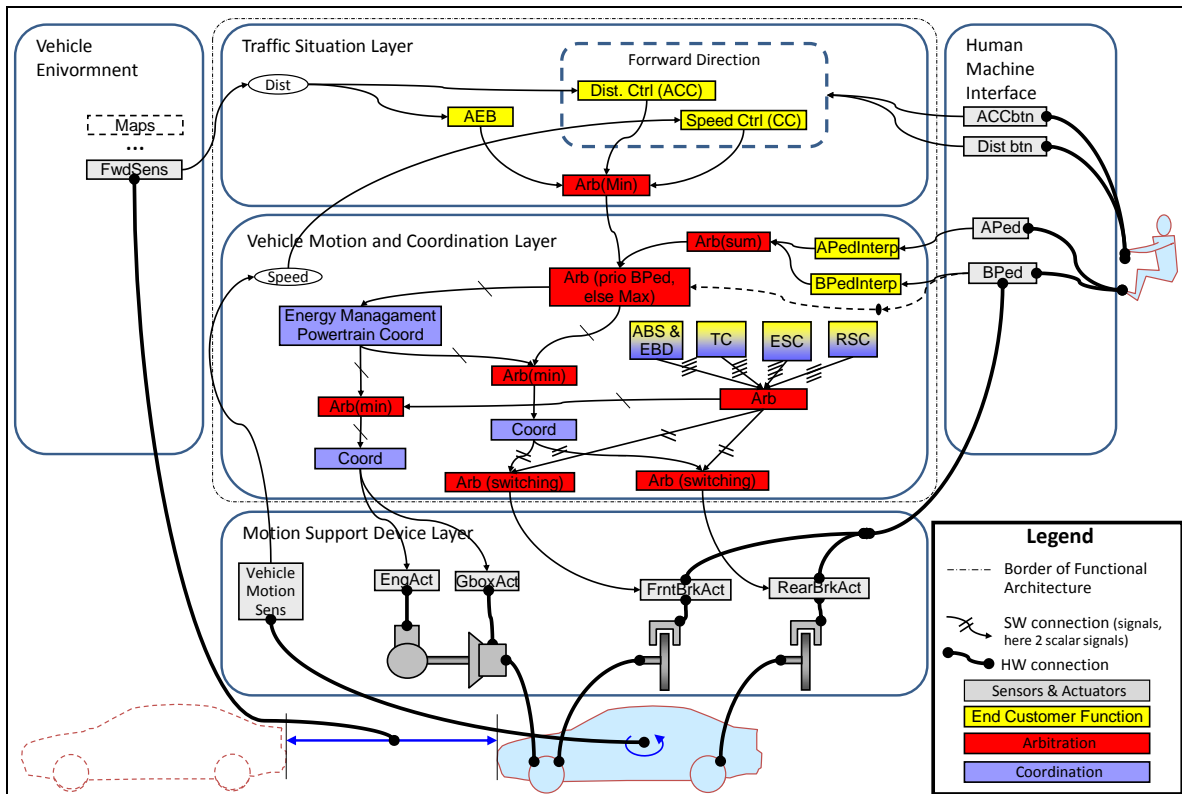 Vehicle
Enivormnent
Maps
...
FwdSens
Traffic Situation Layer
Dist
AEB
Forrward Direction
Dist. Ctrl (ACC)
Speed Ctrl (CC)
Arb(Min)
Human
Machine
Interface
ACCbtn
Dist btn
APed
BPed
Vehicle Motion and Coordination Layer
Speed
Arb(sum)
APedInterp
BPedInterp
Arb (prio BPed,
else Max)
Energy Managament
Powertrain Coord
ABS &
EBD
TC
ESC
RSC
Arb(min)
Arb(min)
Arb
Coord
Coord
Arb (switching)
Arb (switching)
Motion Support Device Layer
Vehicle
Motion
Sens
EngAct
GboxAct
FrntBrkAct
RearBrkAct
Legend
Border of Functional
Architecture
SW connection (signals,
here 2 scalar signals)
HW connection
Sensors & Actuators
End Customer Function
Arbitration
Coordination